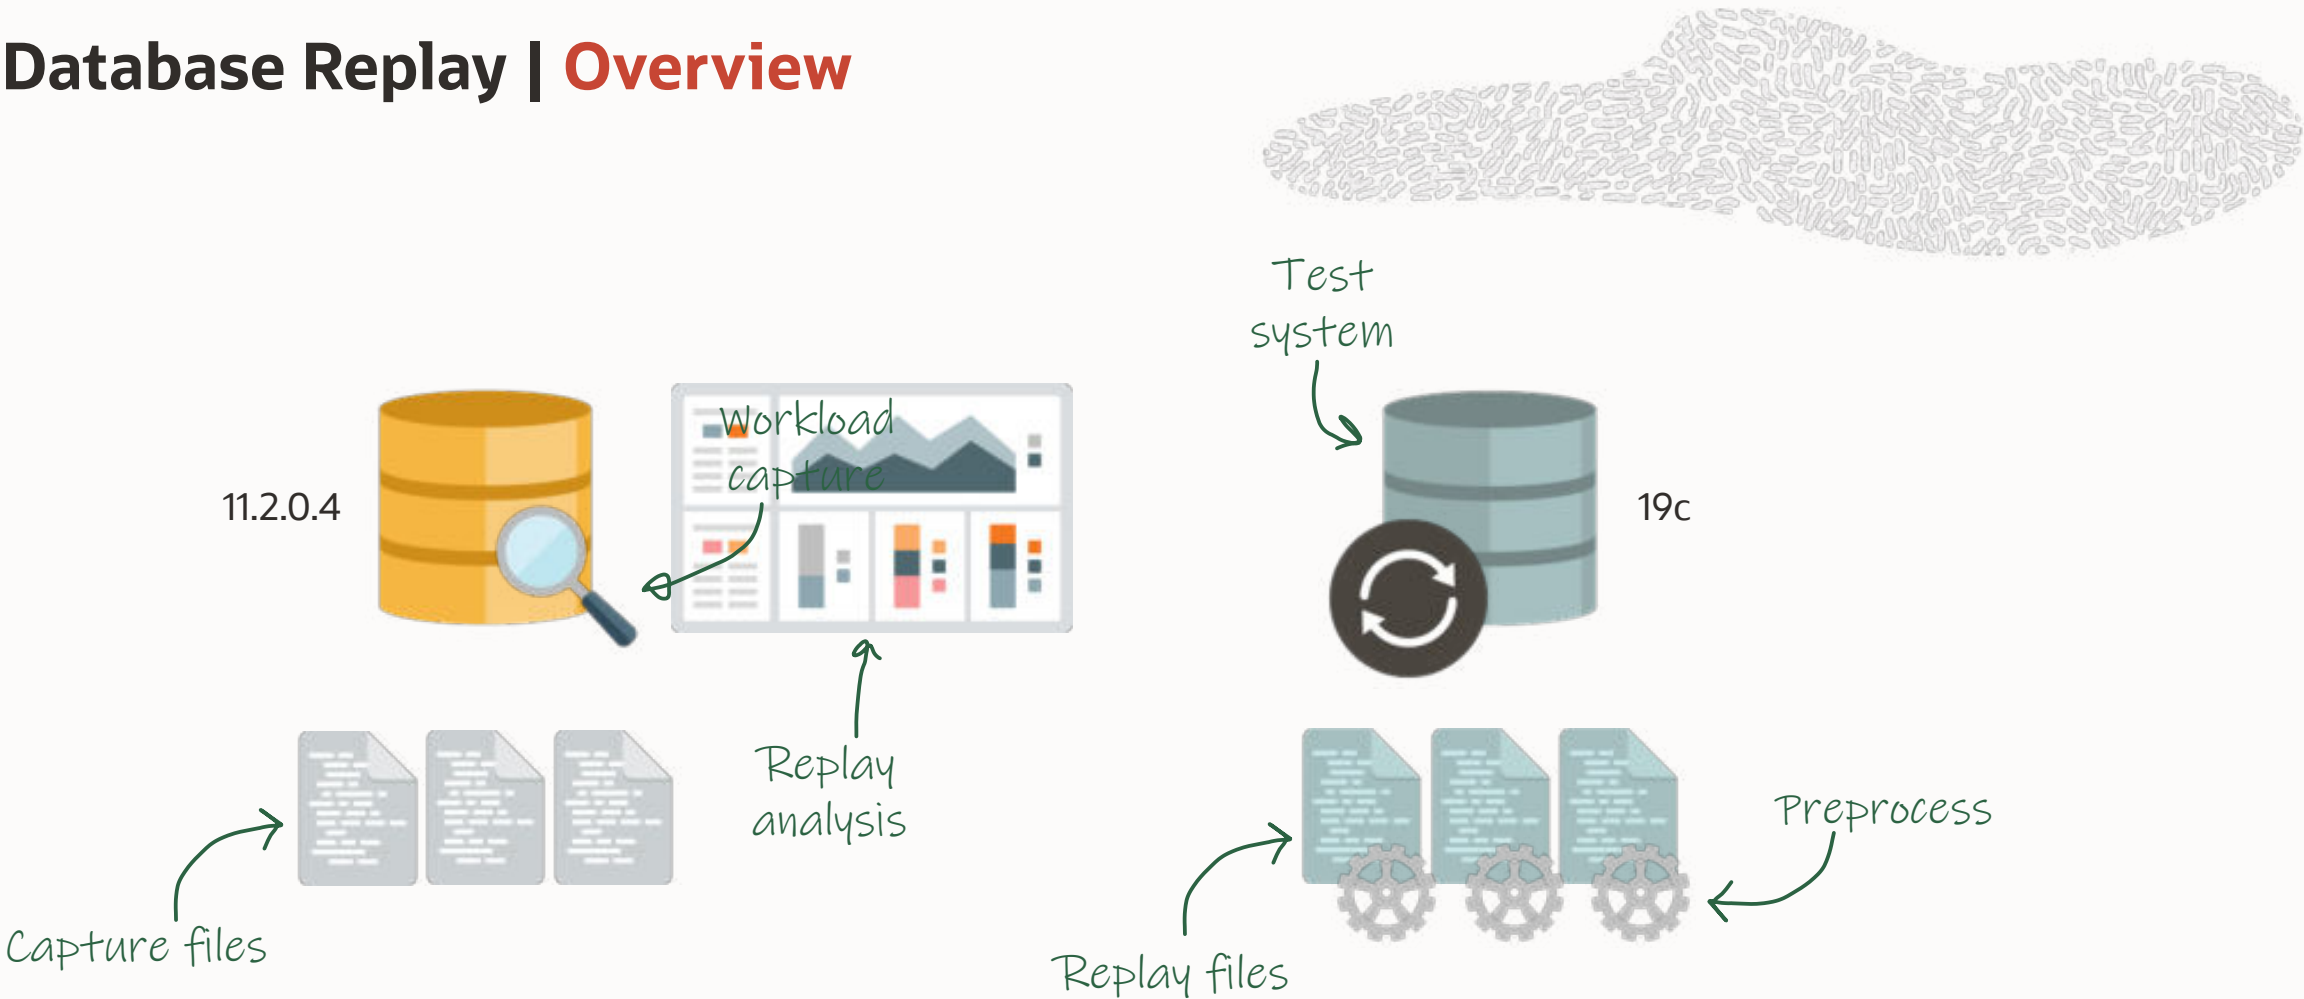 Database Replay | Overview
Test
system
Workload
capture
11.2.0.4
19c
Replay
analysis
Preprocess
Capture files
Replay files